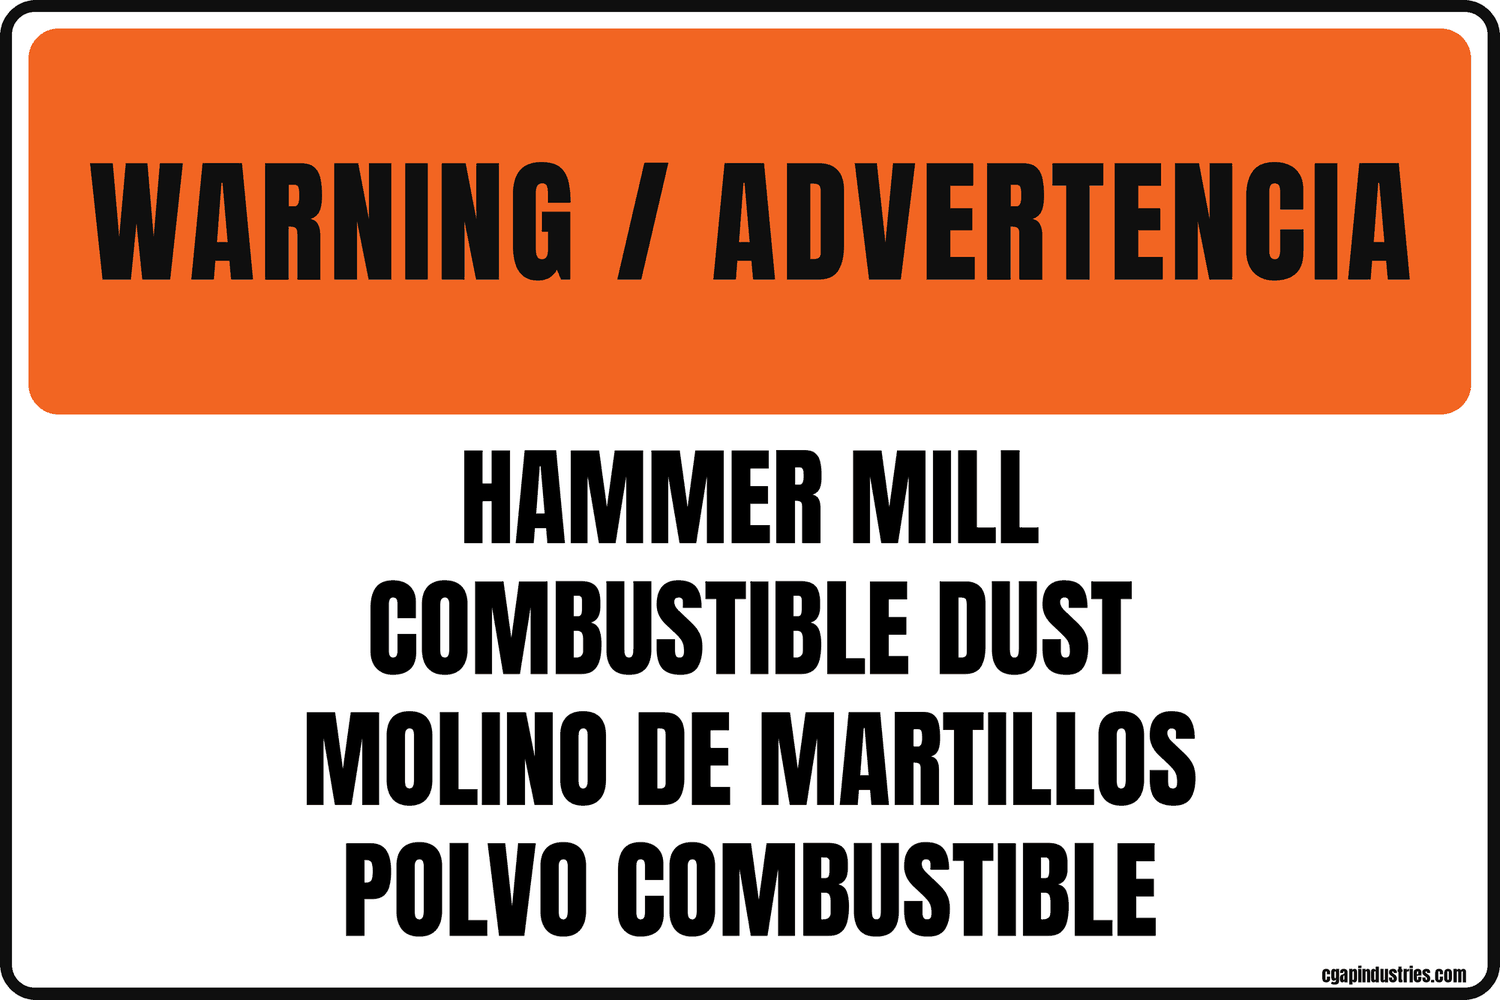 WARNING / ADVERTENCIA
HAMMER MILL
COMBUSTIBLE DUST
MOLINO DE MARTILLOS
POLVO COMBUSTIBLE
cgapindustries.com